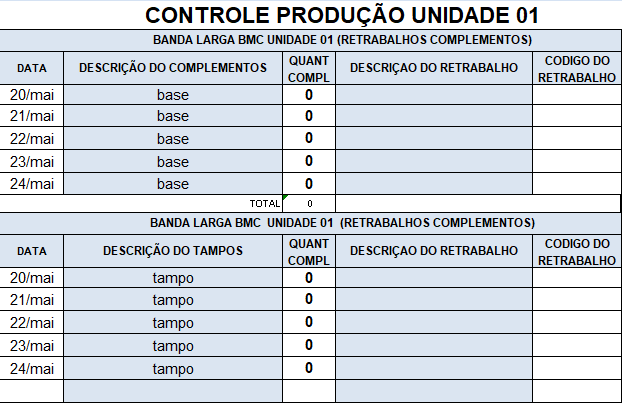 CONTROLE PRODUÇÃO UNIDADE 01
BANDA LARGA BMC UNIDADE 01 (RETRABALHOS COMPLEMENTOS)
DATA DESCRIÇÃO DO COMPLEMENTOS QUANT COMPL DESCRIÇAO DO RETRABALHO CODIGO DO RETRABALHO
20/mai base 0
21/mai base 0
22/mai base 0
23/mai base 0
24/mai base 0
TOTAL 0
BANDA LARGA BMC UNIDADE 01 (RETRABALHOS COMPLEMENTOS)
DATA DESCRIÇÃO DO TAMPOS QUANT COMPL DESCRIÇAO DO RETRABALHO CODIGO DO RETRABALHO
20/mai tampo 0
21/mai tampo 0
22/mai tampo 0
23/mai tampo 0
24/mai tampo 0